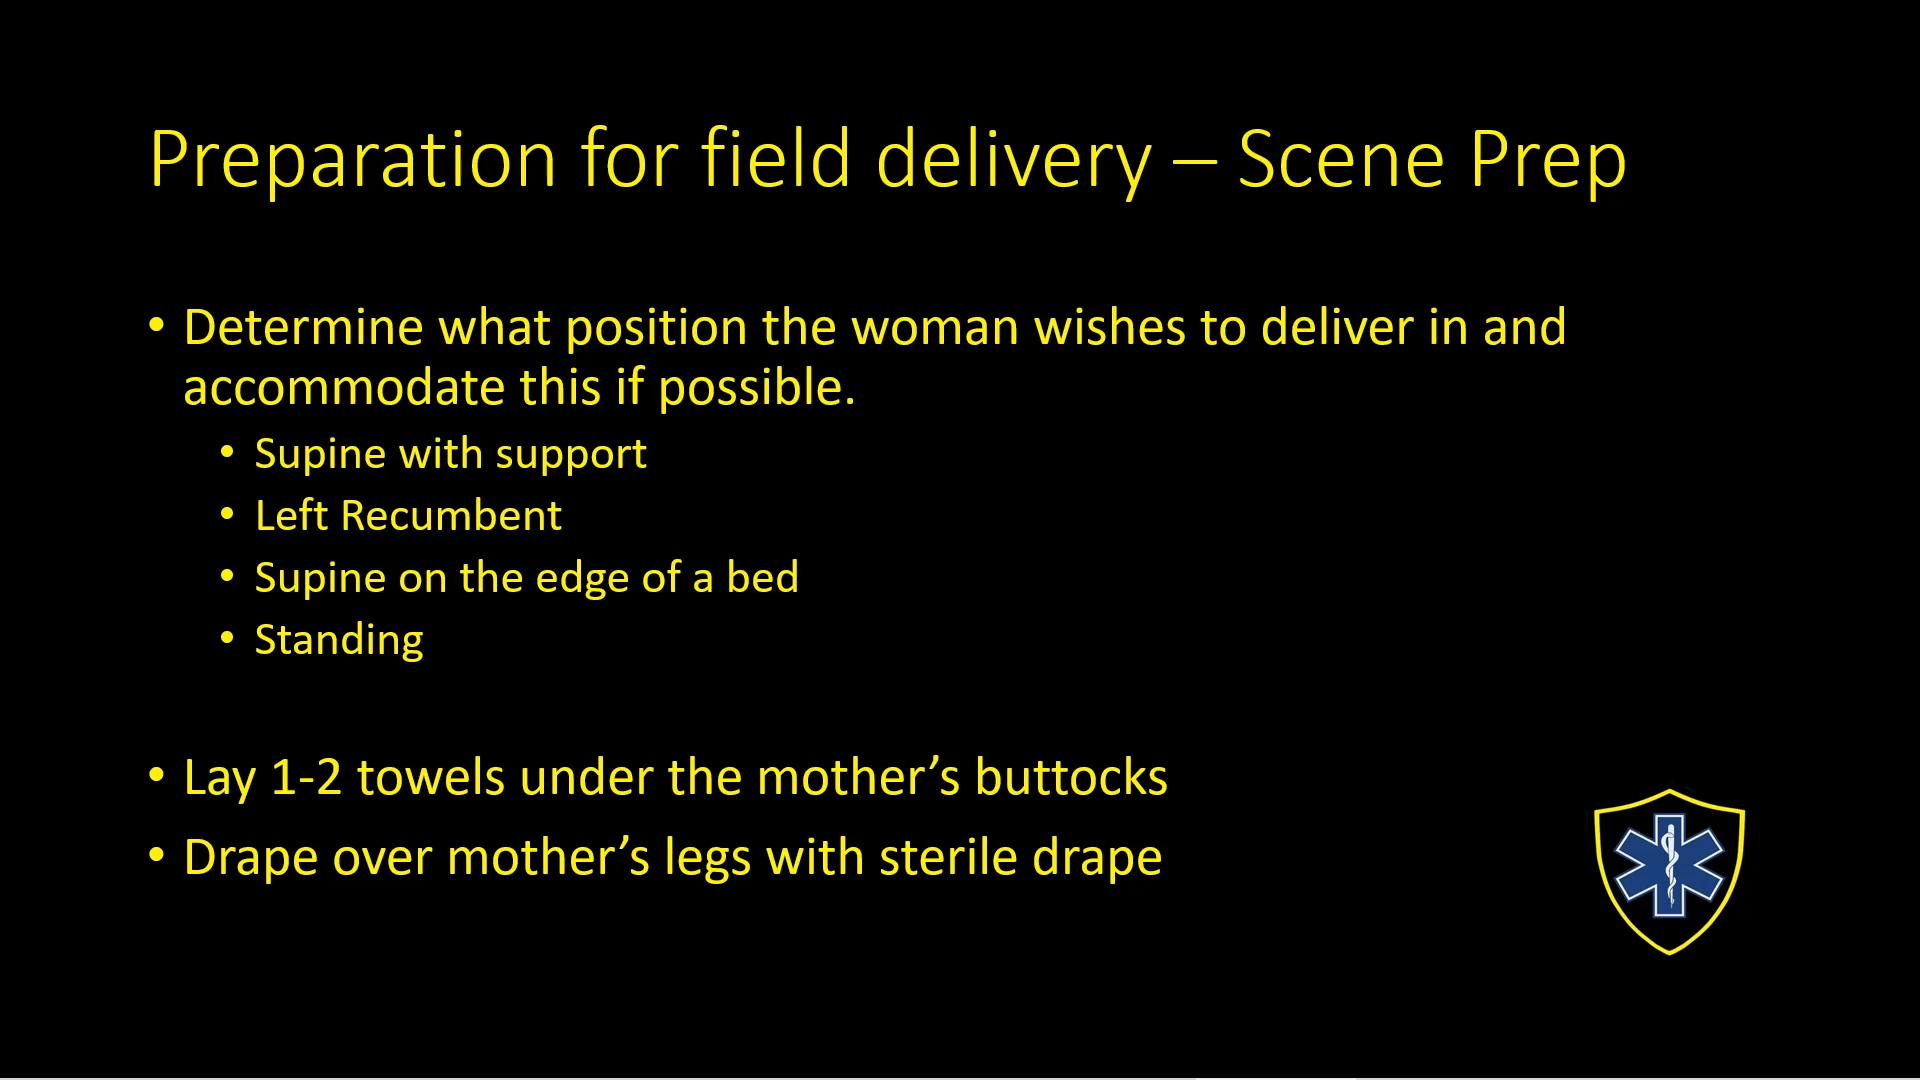 Preparation for field delivery – Scene Prep
• Determine what position the woman wishes to deliver in and
accommodate this if possible.
• Supine with support
• Left Recumbent
• Supine on the edge of a bed
• Standing
• Lay 1-2 towels under the mother’s buttocks
• Drape over mother’s legs with sterile drape